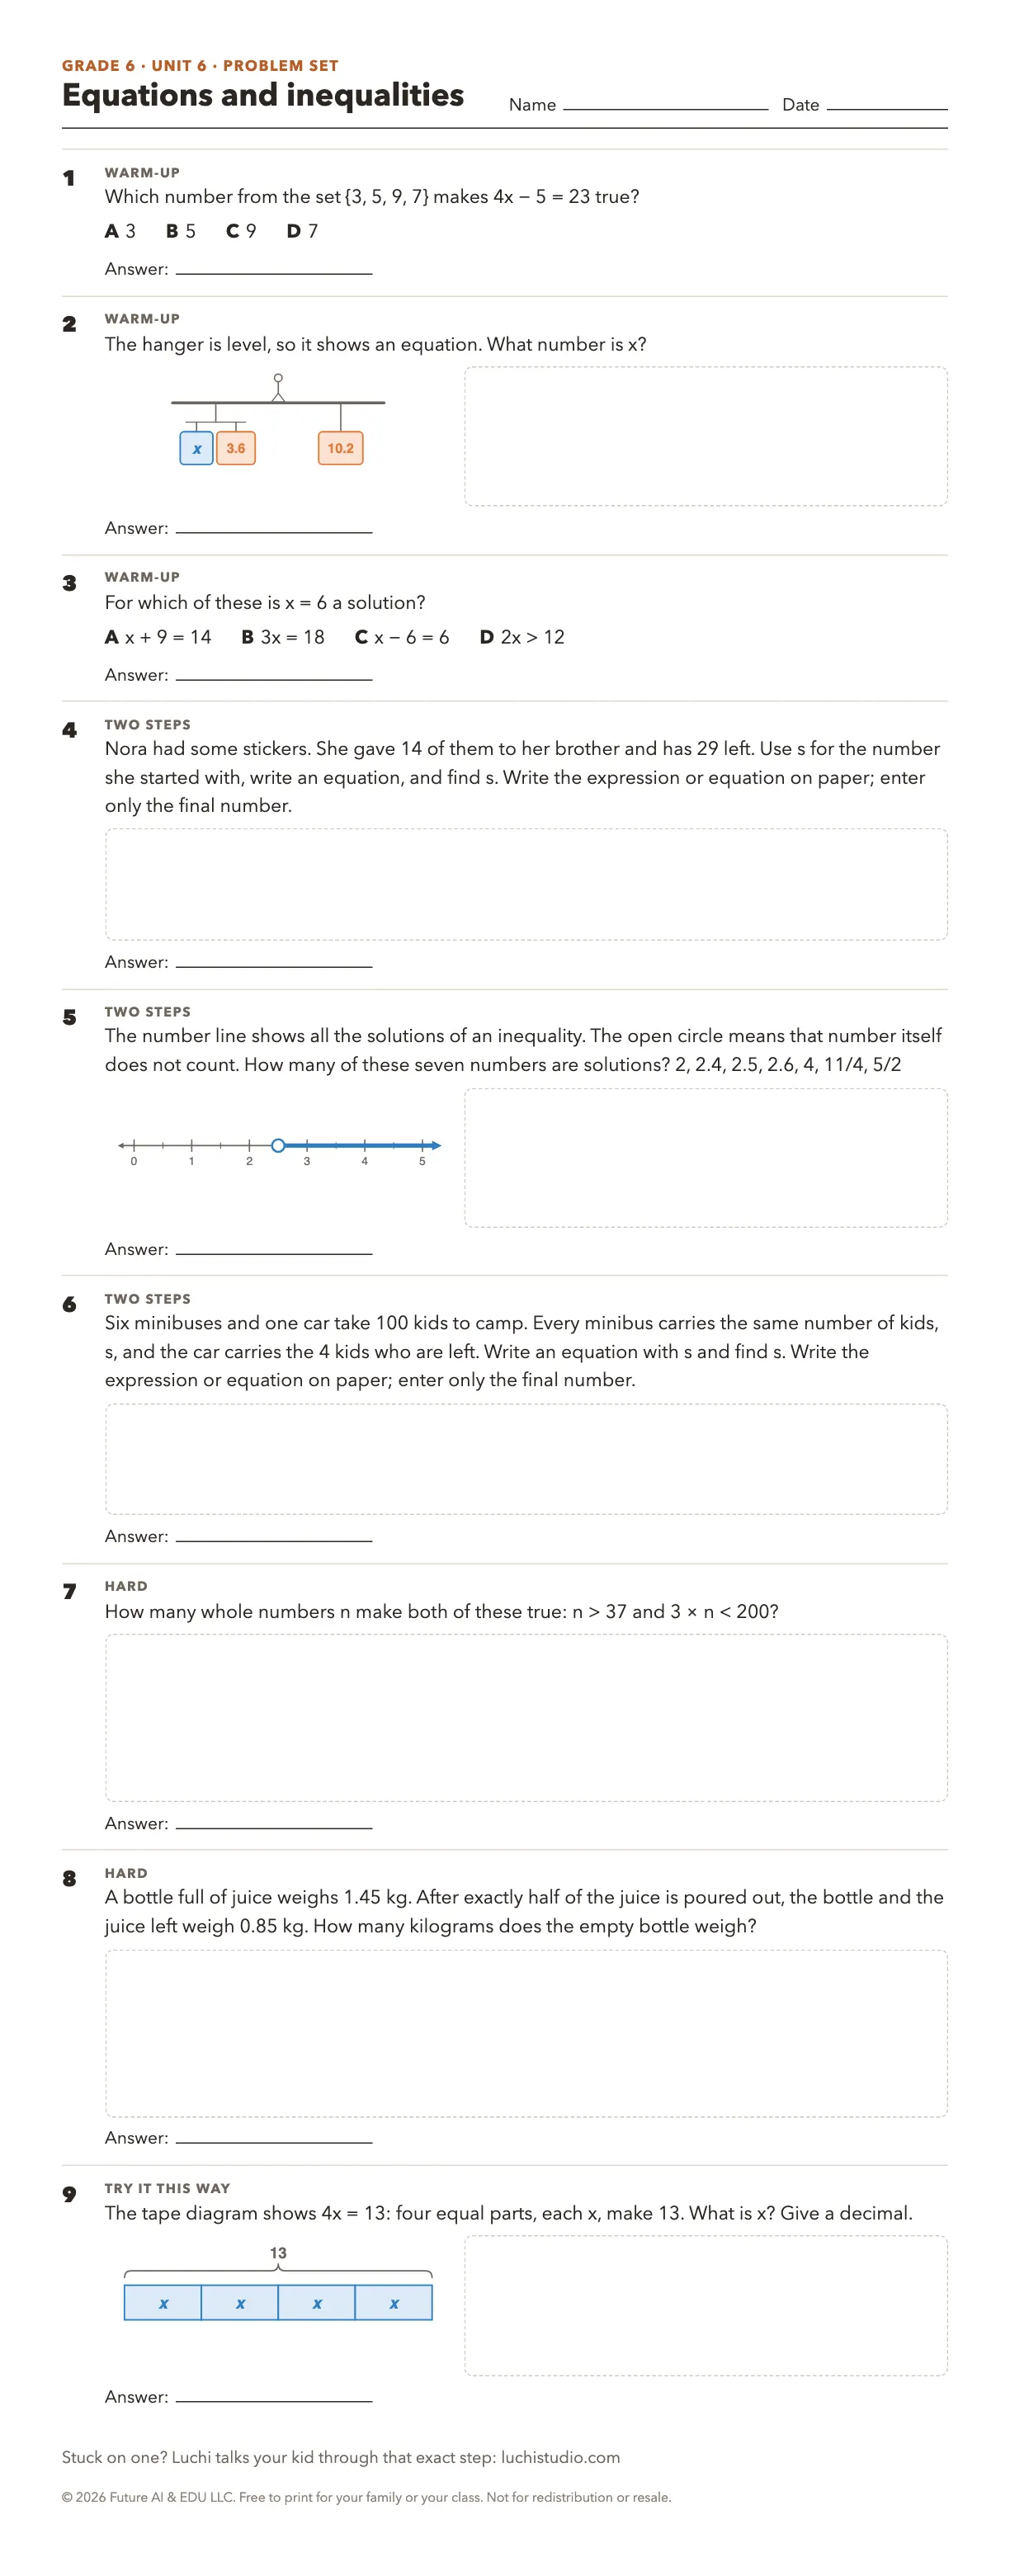 GRADE 6 · UNIT 6 · PROBLEM SET
Equations and inequalities
Name
Date
1
WARM-UP
Which number from the set {3, 5, 9, 7} makes 4x − 5 = 23 true?
A 3 B 5 C 9 D 7
Answer:
2
WARM-UP
The hanger is level, so it shows an equation. What number is x?
x 3.6 10.2
Answer:
3
WARM-UP
For which of these is x = 6 a solution?
A x + 9 = 14 B 3x = 18 C x − 6 = 6 D 2x > 12
Answer:
4
TWO STEPS
Nora had some stickers. She gave 14 of them to her brother and has 29 left. Use s for the number
she started with, write an equation, and find s. Write the expression or equation on paper; enter
only the final number.
Answer:
5
TWO STEPS
The number line shows all the solutions of an inequality. The open circle means that number itself
does not count. How many of these seven numbers are solutions? 2, 2.4, 2.5, 2.6, 4, 11/4, 5/2
0 1 2 3 4 5
Answer:
6
TWO STEPS
Six minibuses and one car take 100 kids to camp. Every minibus carries the same number of kids,
s, and the car carries the 4 kids who are left. Write an equation with s and find s. Write the
expression or equation on paper; enter only the final number.
Answer:
7
HARD
How many whole numbers n make both of these true: n > 37 and 3 × n < 200?
Answer:
8
HARD
A bottle full of juice weighs 1.45 kg. After exactly half of the juice is poured out, the bottle and the
juice left weigh 0.85 kg. How many kilograms does the empty bottle weigh?
Answer:
9
TRY IT THIS WAY
The tape diagram shows 4x = 13: four equal parts, each x, make 13. What is x? Give a decimal.
13
x x x x
Answer:
Stuck on one? Luchi talks your kid through that exact step: luchistudio.com
© 2026 Future AI & EDU LLC. Free to print for your family or your class. Not for redistribution or resale.